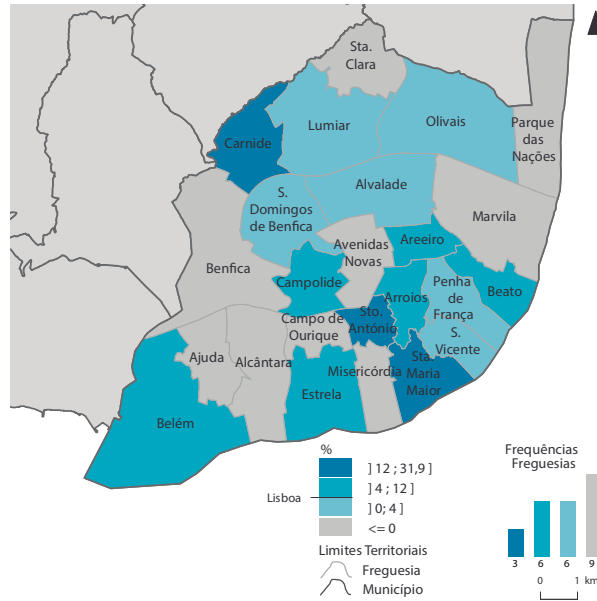 Sta.
Clara
Lumiar
Olivais
Carnide
Parque
das
Nações
Alvalade
S.
Domingos
de Benfica
Marvila
Avenidas
Novas
Areeiro
Benfica
Campolide
Arroios
Penha
de
França
Beato
Sto.
António
Campo de
Ourique
S.
Vicente
Ajuda
Alcântara
Misericórdia
Sta.
Maria
Maior
Estrela
Belém
%
] 12 ; 31,9 ]
] 4 ; 12 ]
Lisboa
] 0; 4 ]
<= 0
Limites Territoriais
Freguesia
Município
Frequências
Freguesias
3 6 6 9
0 1 km